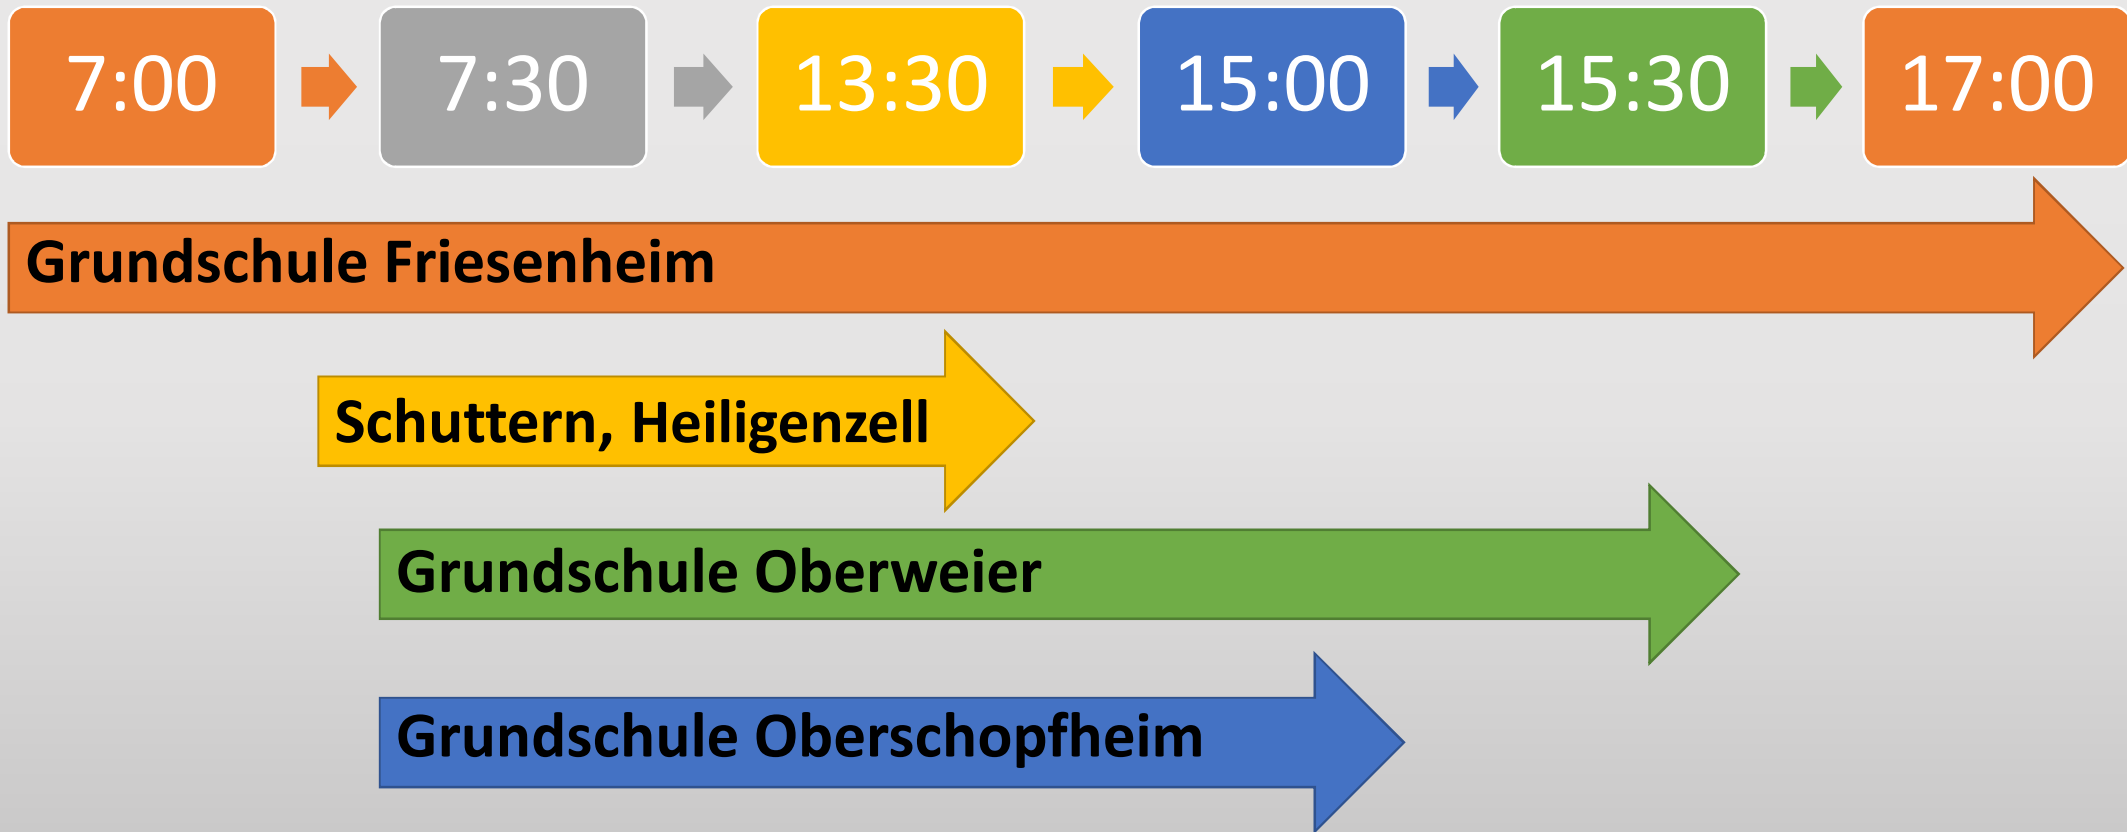 7:00 7:30 13:30 15:00 15:30 17:00
Grundschule Friesenheim
Schuttern, Heiligenzell
Grundschule Oberweier
Grundschule Oberschopfheim